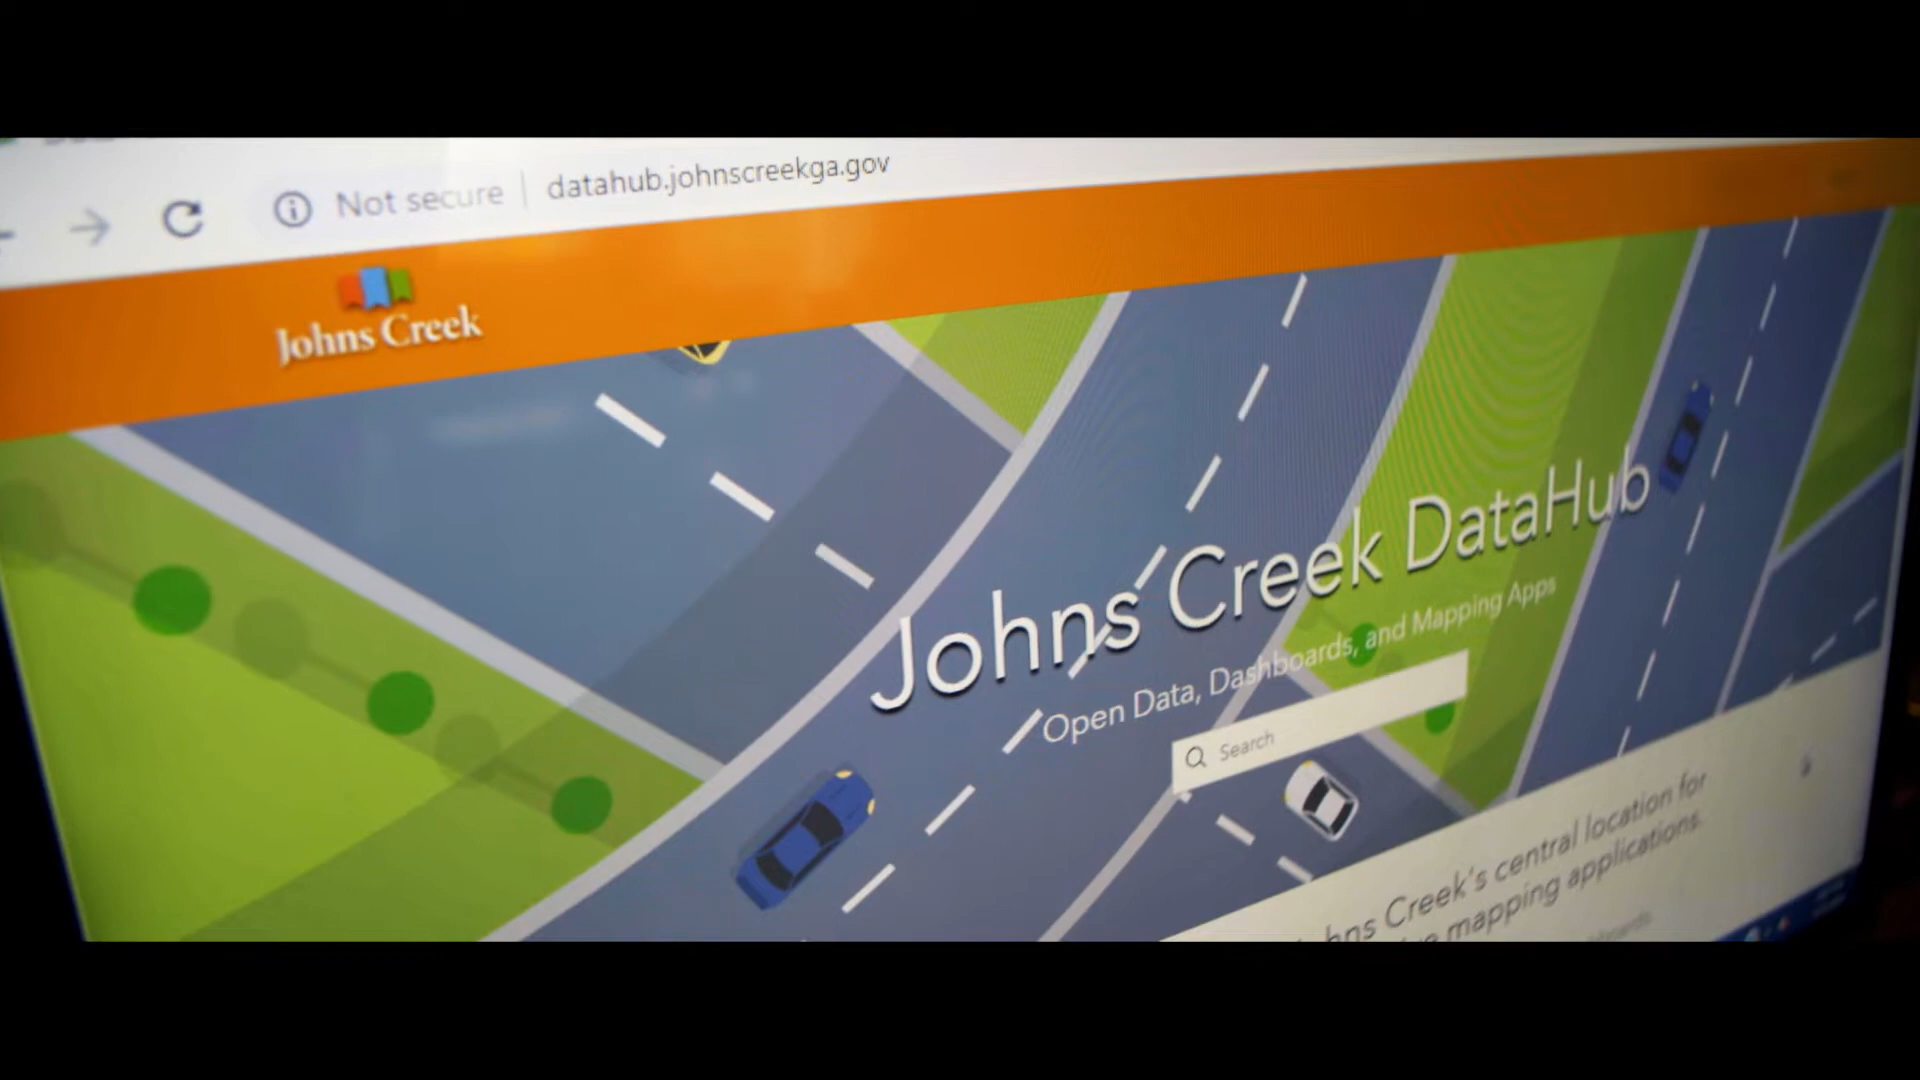 Not secure | datahub.johnscreekga.gov
Johns Creek
Johns Creek DataHub
Open Data, Dashboards, and Mapping Apps
Search
Creek's central location for
mapping applications.